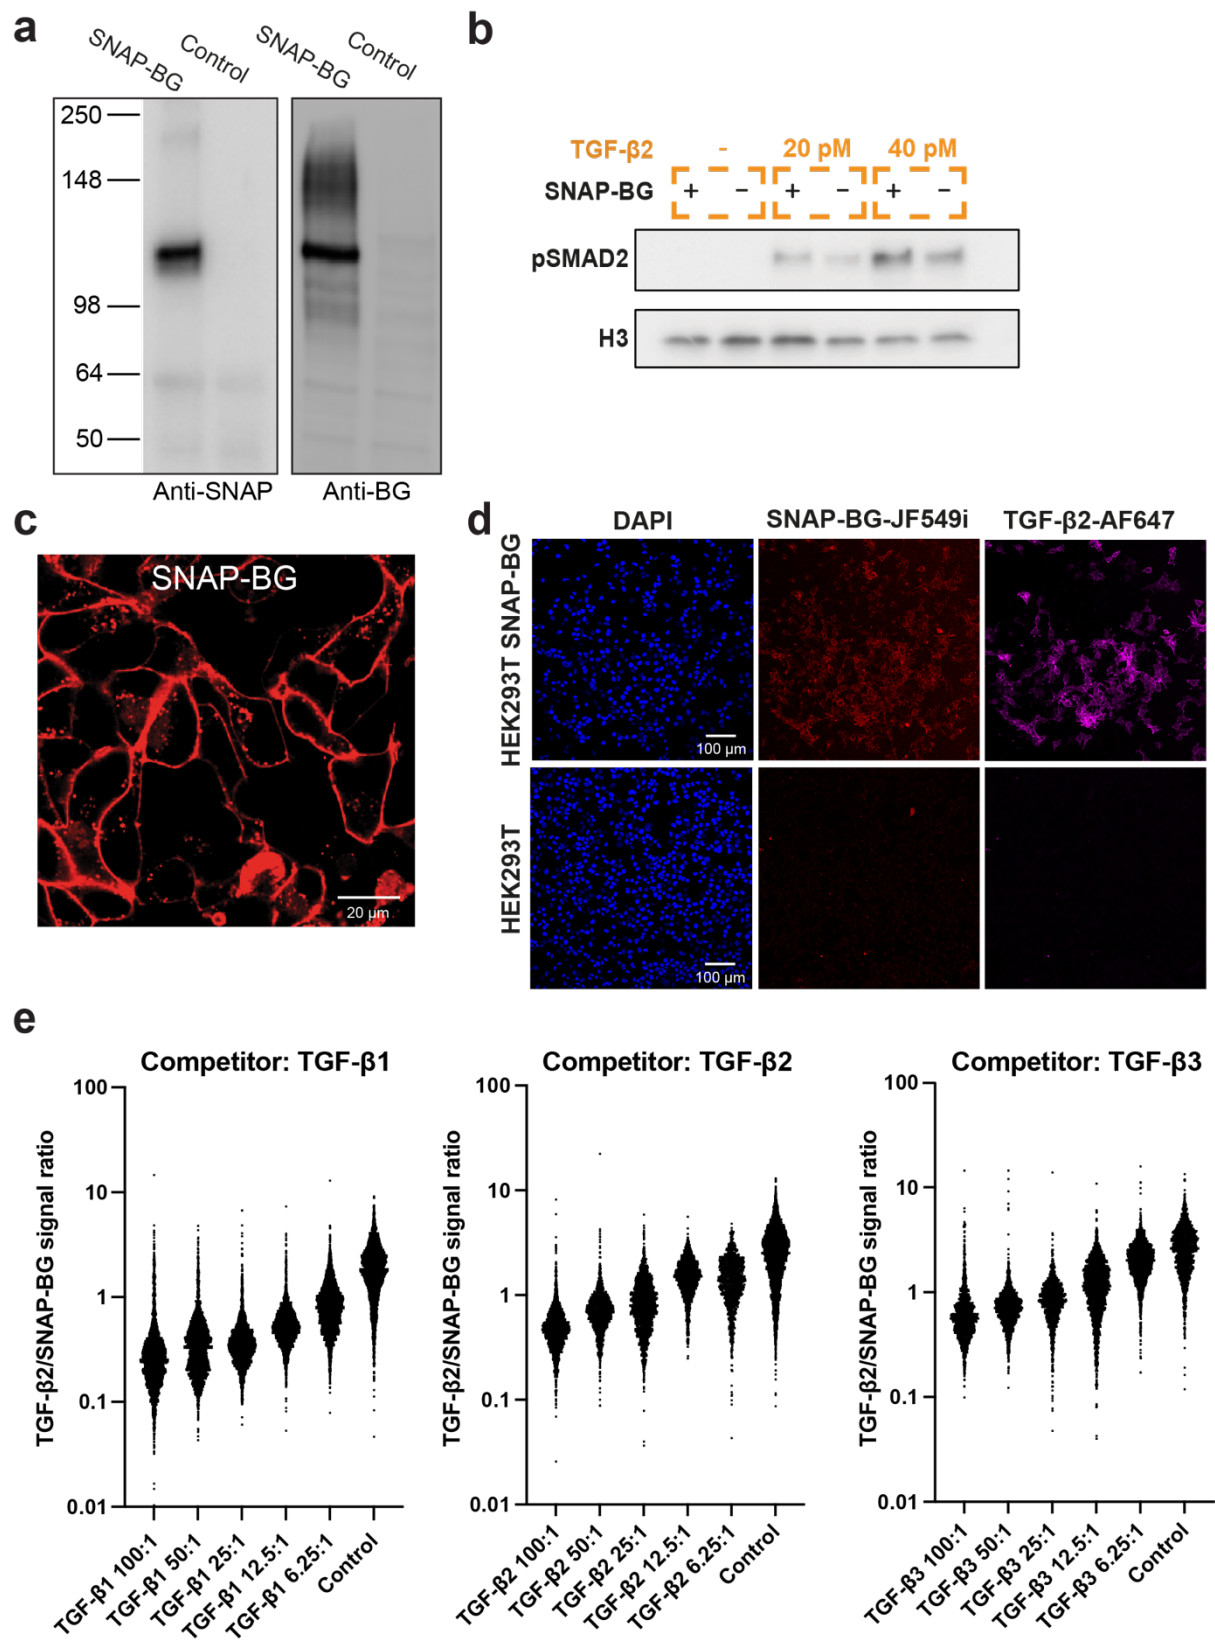 a
SNAP-BG
Control
SNAP-BG
Control
250
148
98
64
50
Anti-SNAP
Anti-BG
b
TGF-β2 - 20 pM 40 pM
SNAP-BG + − + − + −
pSMAD2
H3
c
SNAP-BG
20 µm
d
DAPI
SNAP-BG-JF549i
TGF-β2-AF647
HEK293T SNAP-BG
100 µm
HEK293T
100 µm
e
Competitor: TGF-β1
TGF-β2/SNAP-BG signal ratio
100
10
1
0.1
0.01
TGF-β1 100:1
TGF-β1 50:1
TGF-β1 25:1
TGF-β1 12.5:1
TGF-β1 6.25:1
Control
Competitor: TGF-β2
TGF-β2/SNAP-BG signal ratio
100
10
1
0.1
0.01
TGF-β2 100:1
TGF-β2 50:1
TGF-β2 25:1
TGF-β2 12.5:1
TGF-β2 6.25:1
Control
Competitor: TGF-β3
TGF-β2/SNAP-BG signal ratio
100
10
1
0.1
0.01
TGF-β3 100:1
TGF-β3 50:1
TGF-β3 25:1
TGF-β3 12.5:1
TGF-β3 6.25:1
Control